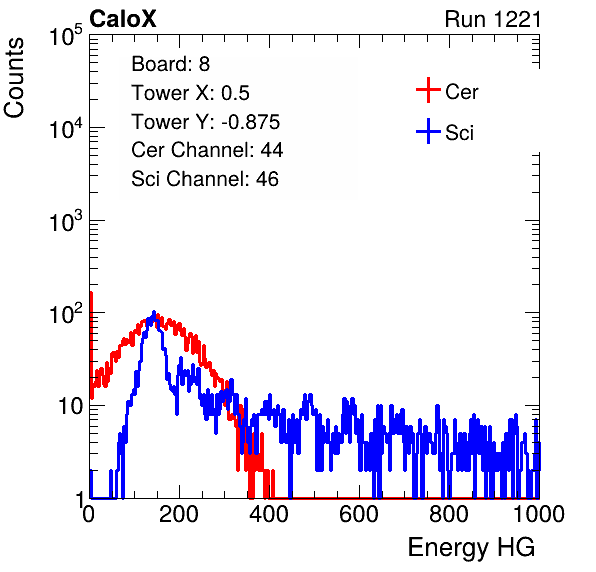 CaloX Run 1221
Counts
10^5
10^4
10^3
10^2
10
1
Board: 8
Tower X: 0.5
Tower Y: -0.875
Cer Channel: 44
Sci Channel: 46
Cer
Sci
0 200 400 600 800 1000
Energy HG